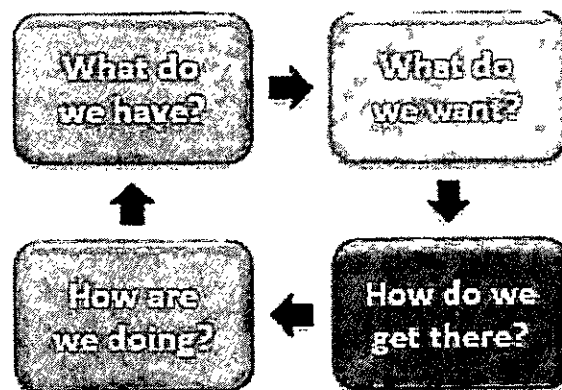 What do
we have?
What do
we want?
How do we
get there?
How are
we doing?